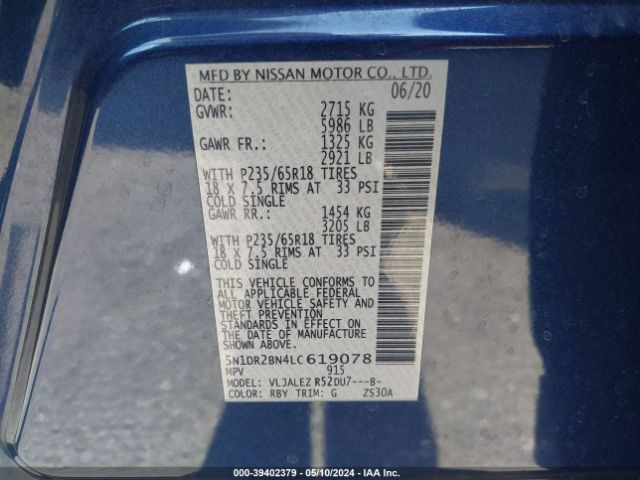 MFD BY NISSAN MOTOR CO., LTD.
DATE: 06/20
GVWR: 2715 KG
5986 LB
GAWR FR.: 1325 KG
2921 LB
WITH P235/65R18 TIRES
18 X 7.5 RIMS AT 33 PSI
COLD SINGLE
GAWR RR.: 1454 KG
3205 LB
WITH P235/65R18 TIRES
18 X 7.5 RIMS AT 33 PSI
COLD SINGLE
THIS VEHICLE CONFORMS TO
ALL APPLICABLE FEDERAL
MOTOR VEHICLE SAFETY AND
THEFT PREVENTION
STANDARDS IN EFFECT ON
THE DATE OF MANUFACTURE
SHOWN ABOVE.
5N1DR2BN4LC619078
MPV 915
MODEL: VLJALEZ R52DU7---B-
COLOR: RBY TRIM: G ZS30A
000-39402379 — 05/10/2024 — IAA Inc.